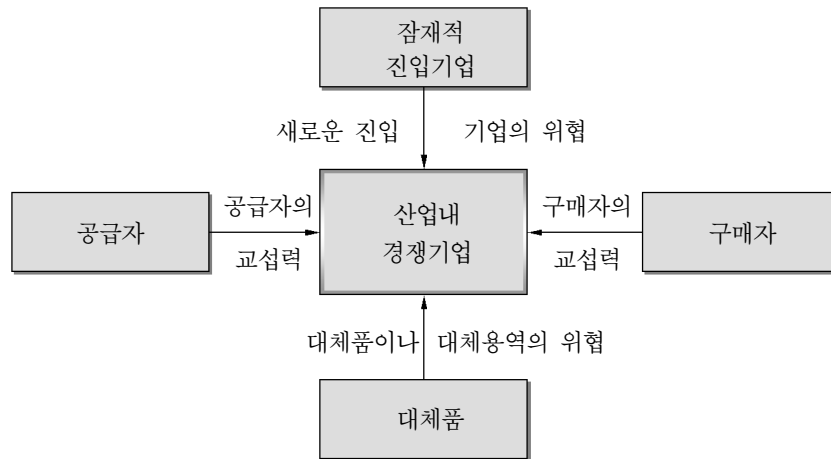 잠재적
진입기업
새로운 진입 기업의 위협
공급자
공급자의
교섭력
산업내
경쟁기업
구매자의
교섭력
구매자
대체품이나 대체용역의 위협
대체품